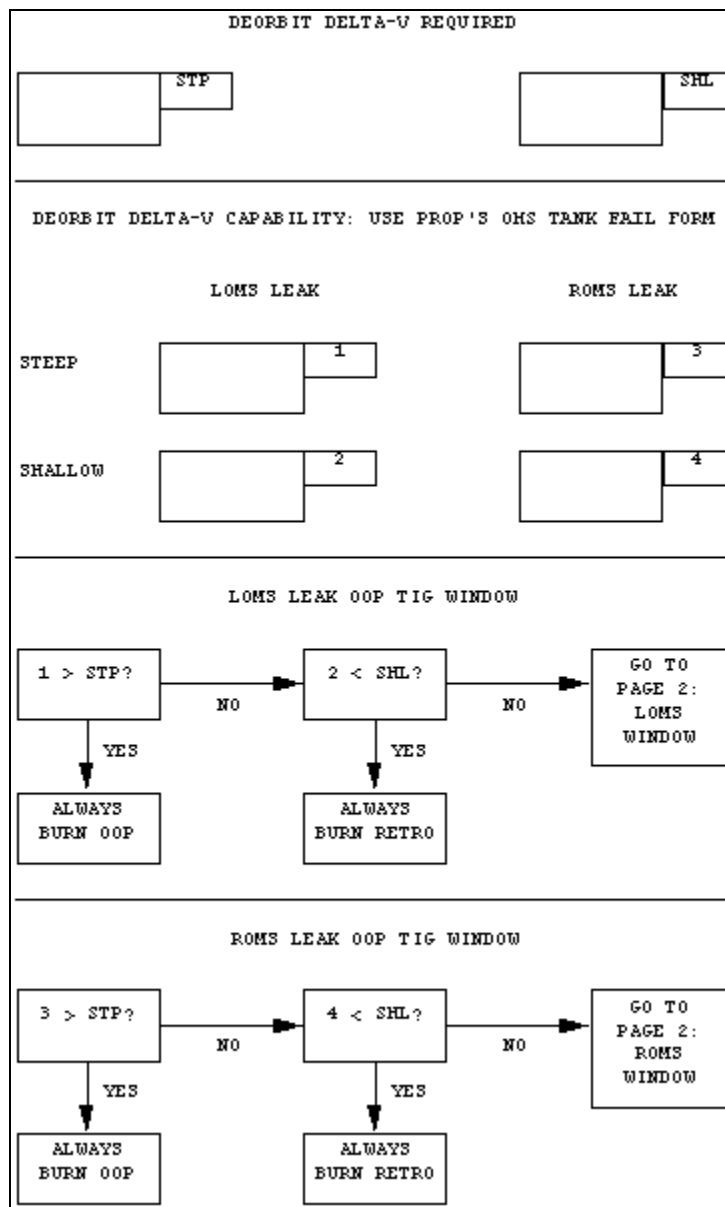 DEORBIT DELTA-V REQUIRED
STP
SHL
DEORBIT DELTA-V CAPABILITY: USE PROP'S OMS TANK FAIL FORM
LOMS LEAK
ROMS LEAK
STEEP
1
3
SHALLOW
2
4
LOMS LEAK OOP TIG WINDOW
1 > STP?
NO
2 < SHL?
NO
GO TO
PAGE 2:
LOMS
WINDOW
YES
YES
ALWAYS
BURN OOP
ALWAYS
BURN RETRO
ROMS LEAK OOP TIG WINDOW
3 > STP?
NO
4 < SHL?
NO
GO TO
PAGE 2:
ROMS
WINDOW
YES
YES
ALWAYS
BURN OOP
ALWAYS
BURN RETRO